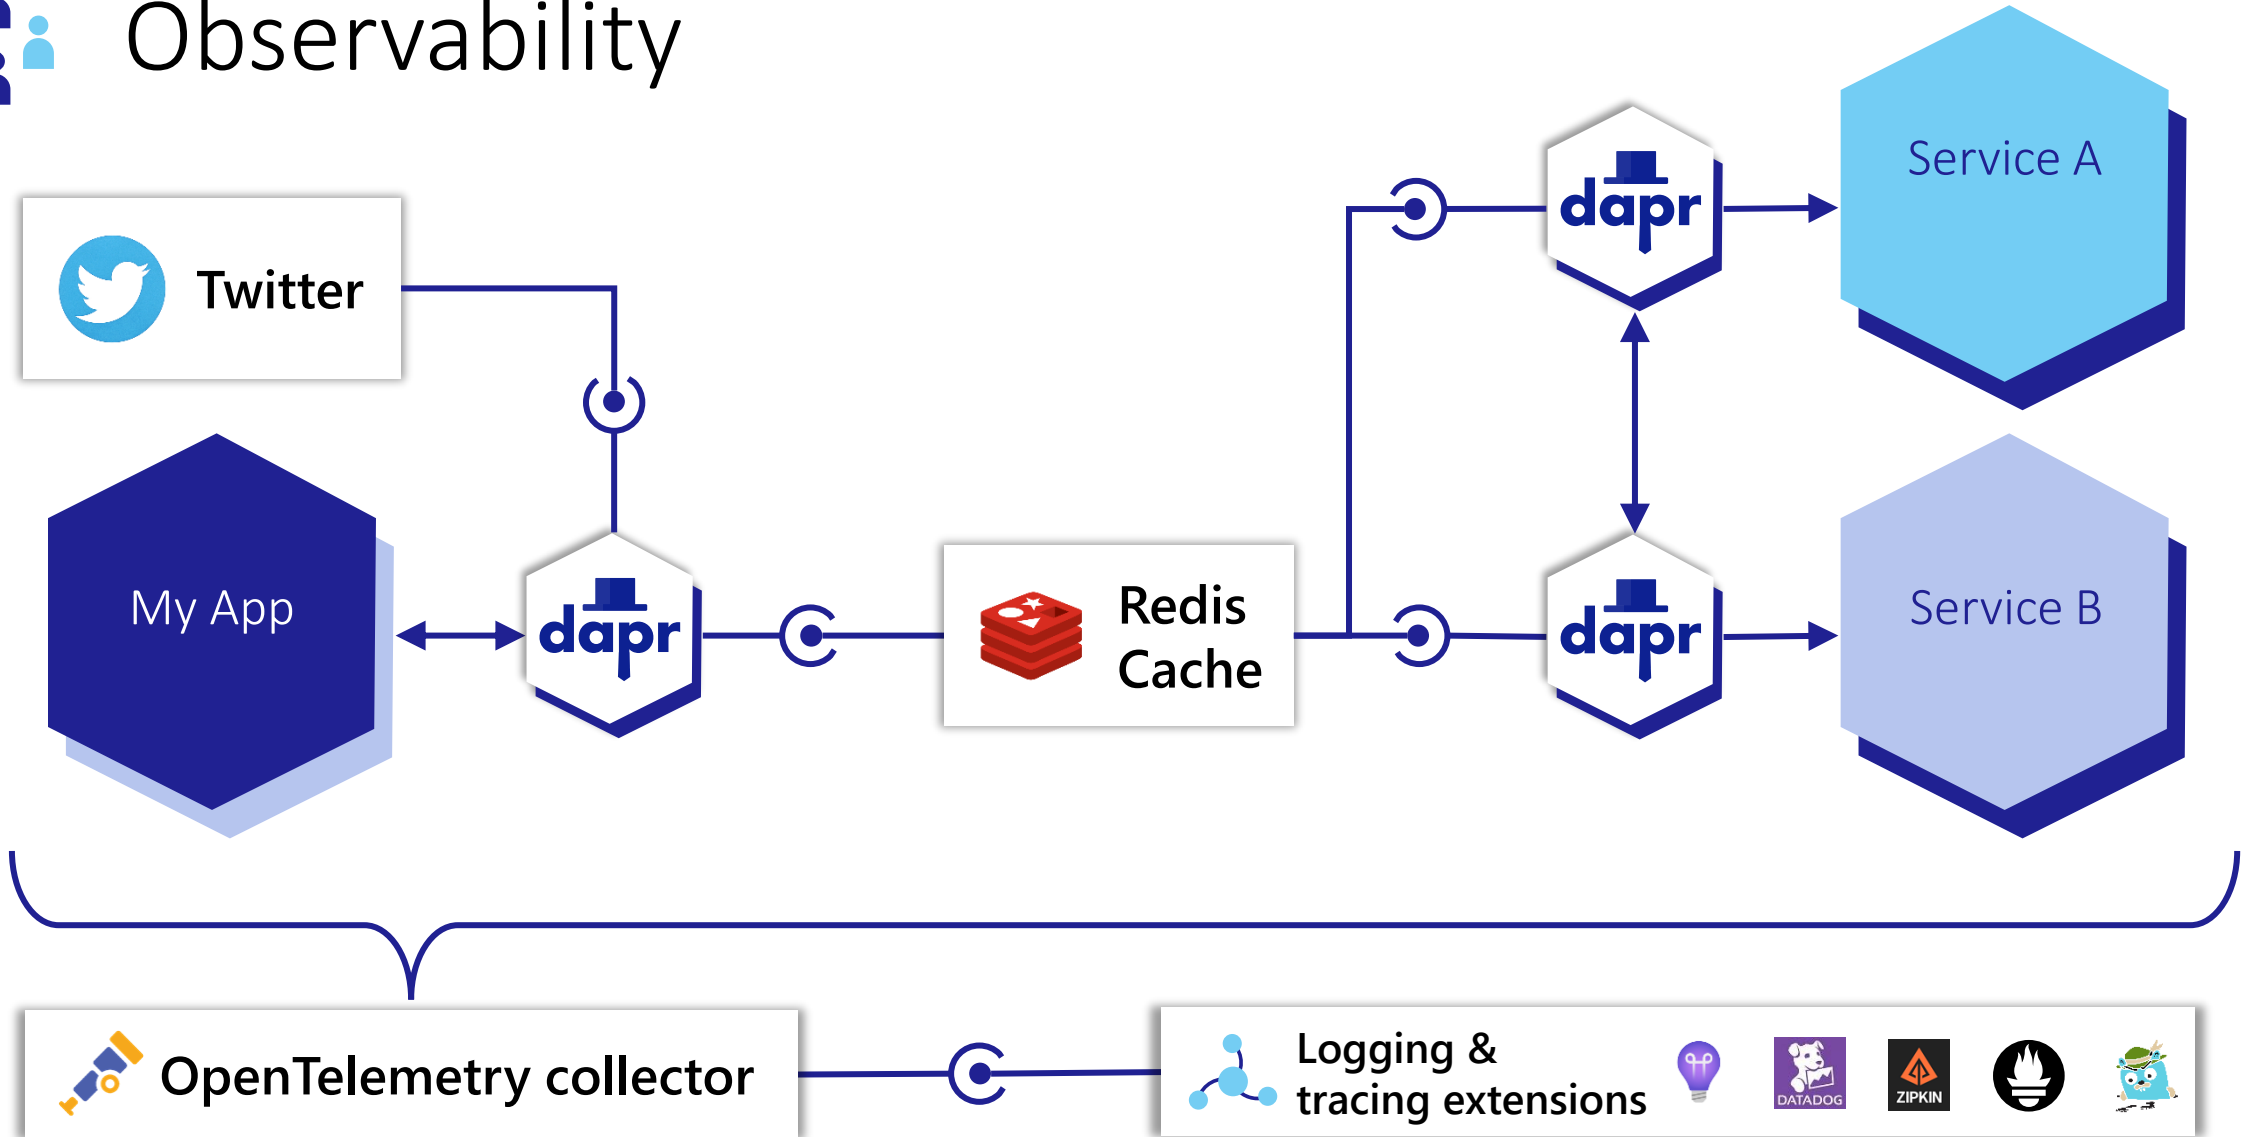 Observability
Twitter
My App
dapr
Redis
Cache
dapr
Service A
dapr
Service B
OpenTelemetry collector
Logging &
tracing extensions
DATADOG
ZIPKIN